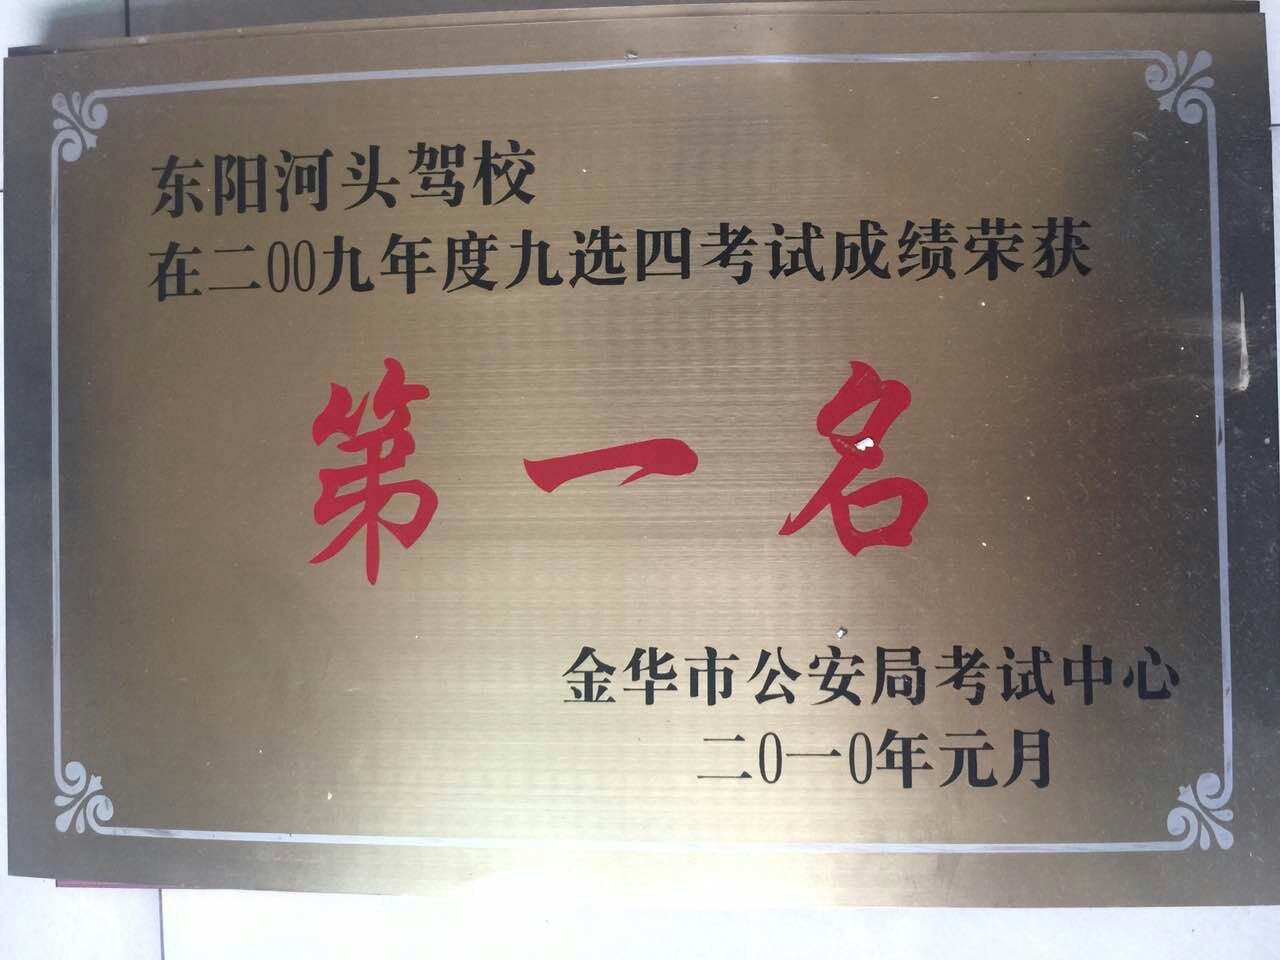 东阳河头驾校
在二00九年度九选四考试成绩荣获
第一名
金华市公安局考试中心
二0一0年元月